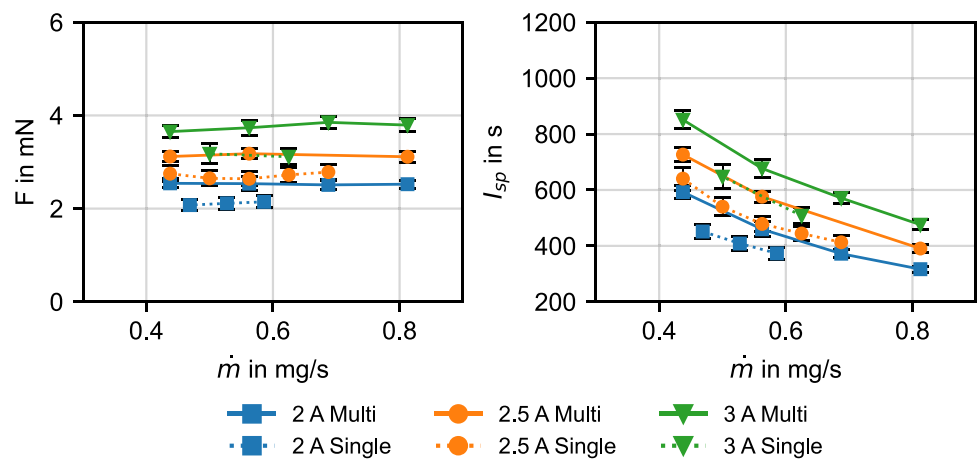 6
4
2
0
F in mN
0.4
0.6
0.8
ṁ in mg/s
1200
1000
800
600
400
200
I_sp in s
0.4
0.6
0.8
ṁ in mg/s
2 A Multi
2.5 A Multi
3 A Multi
2 A Single
2.5 A Single
3 A Single